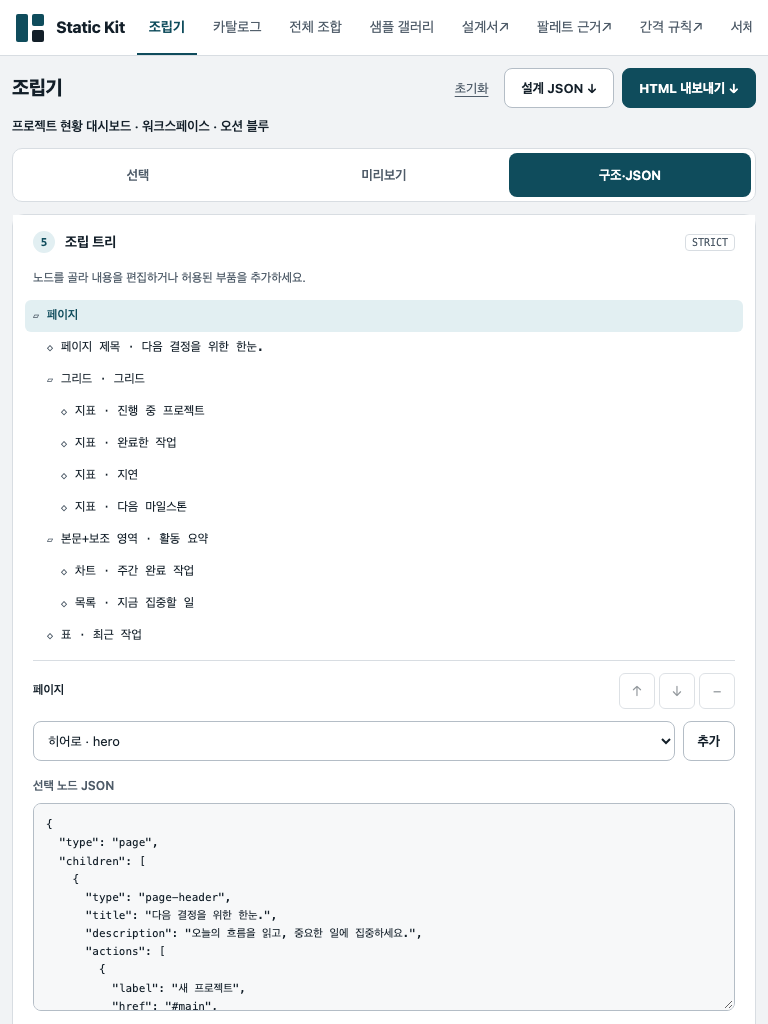 Static Kit 조립기 카탈로그 전체 조합 샘플 갤러리 설계서↗ 팔레트 근거↗ 간격 규칙↗ 서체
조립기 초기화 설계 JSON ↓ HTML 내보내기 ↓
프로젝트 현황 대시보드 · 워크스페이스 · 오션 블루
선택 미리보기 구조·JSON
5 조립 트리 STRICT
노드를 골라 내용을 편집하거나 허용된 부품을 추가하세요.
▱ 페이지
◇ 페이지 제목 · 다음 결정을 위한 한눈.
▱ 그리드 · 그리드
◇ 지표 · 진행 중 프로젝트
◇ 지표 · 완료한 작업
◇ 지표 · 지연
◇ 지표 · 다음 마일스톤
▱ 본문+보조 영역 · 활동 요약
◇ 차트 · 주간 완료 작업
◇ 목록 · 지금 집중할 일
◇ 표 · 최근 작업
페이지 ↑ ↓ −
히어로 · hero 추가
선택 노드 JSON
{
"type": "page",
"children": [
{
"type": "page-header",
"title": "다음 결정을 위한 한눈.",
"description": "오늘의 흐름을 읽고, 중요한 일에 집중하세요.",
"actions": [
{
"label": "새 프로젝트",
"href": "#main",